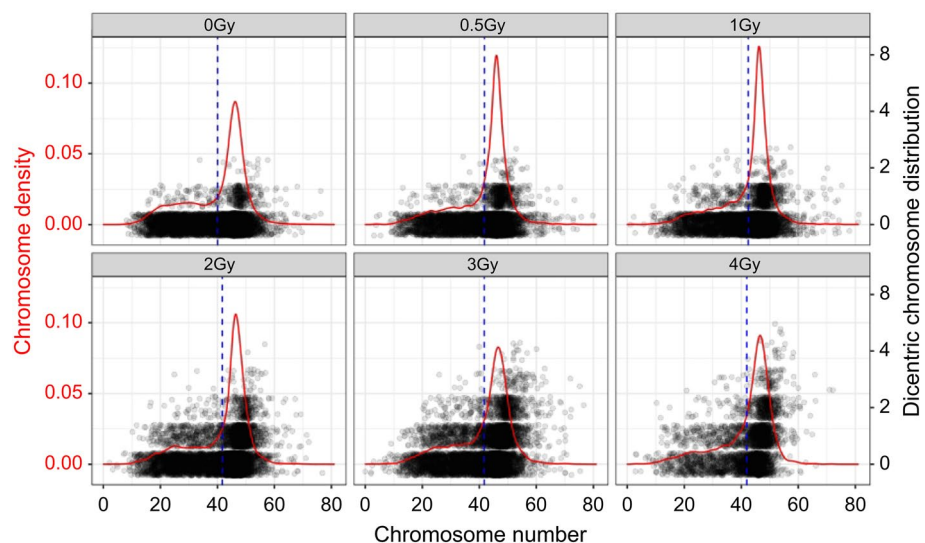 0Gy 0.5Gy 1Gy
8
0.10
4
0.05
2
0.00 0
2Gy 3Gy 4Gy
8
0.10
4
0.05
2
0.00 0
0 20 40 60 80 0 20 40 60 80 0 20 40 60 80
Chromosome number
Chromosome density
Dicentric chromosome distribution